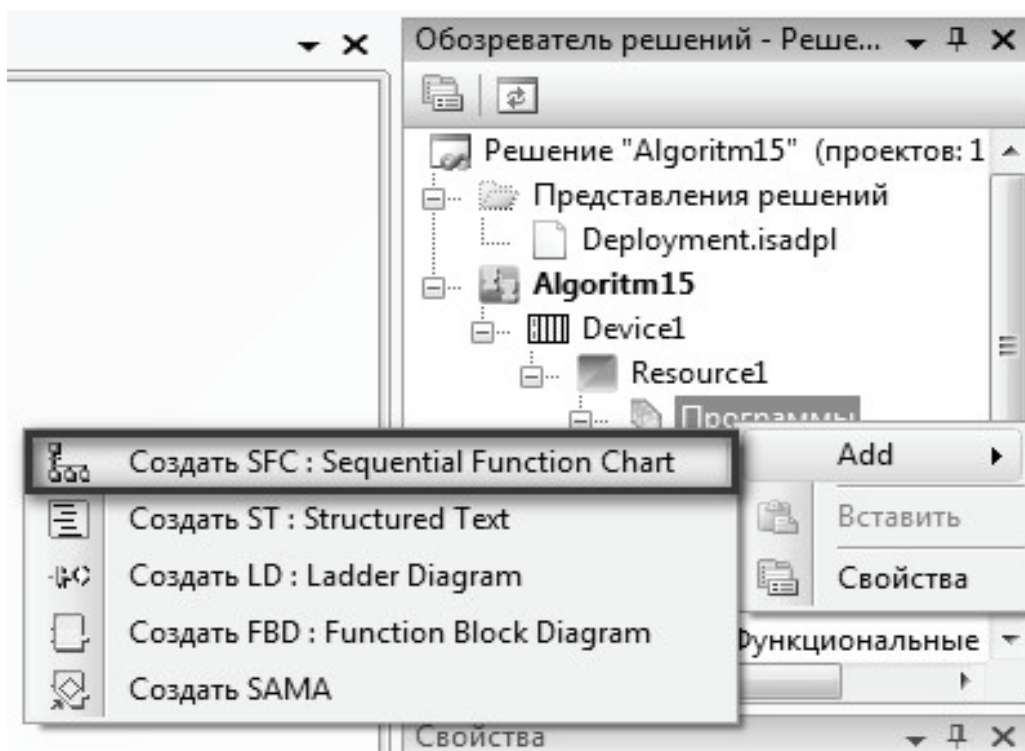 Обозреватель решений - Реше...
Решение "Algoritm15" (проектов: 1
Представления решений
Deployment.isadpl
Algoritm15
Device1
Resource1
Программы
Создать SFC : Sequential Function Chart
Add
Создать ST : Structured Text
Вставить
Создать LD : Ladder Diagram
Свойства
Создать FBD : Function Block Diagram
Функциональные
Создать SAMA
Свойства